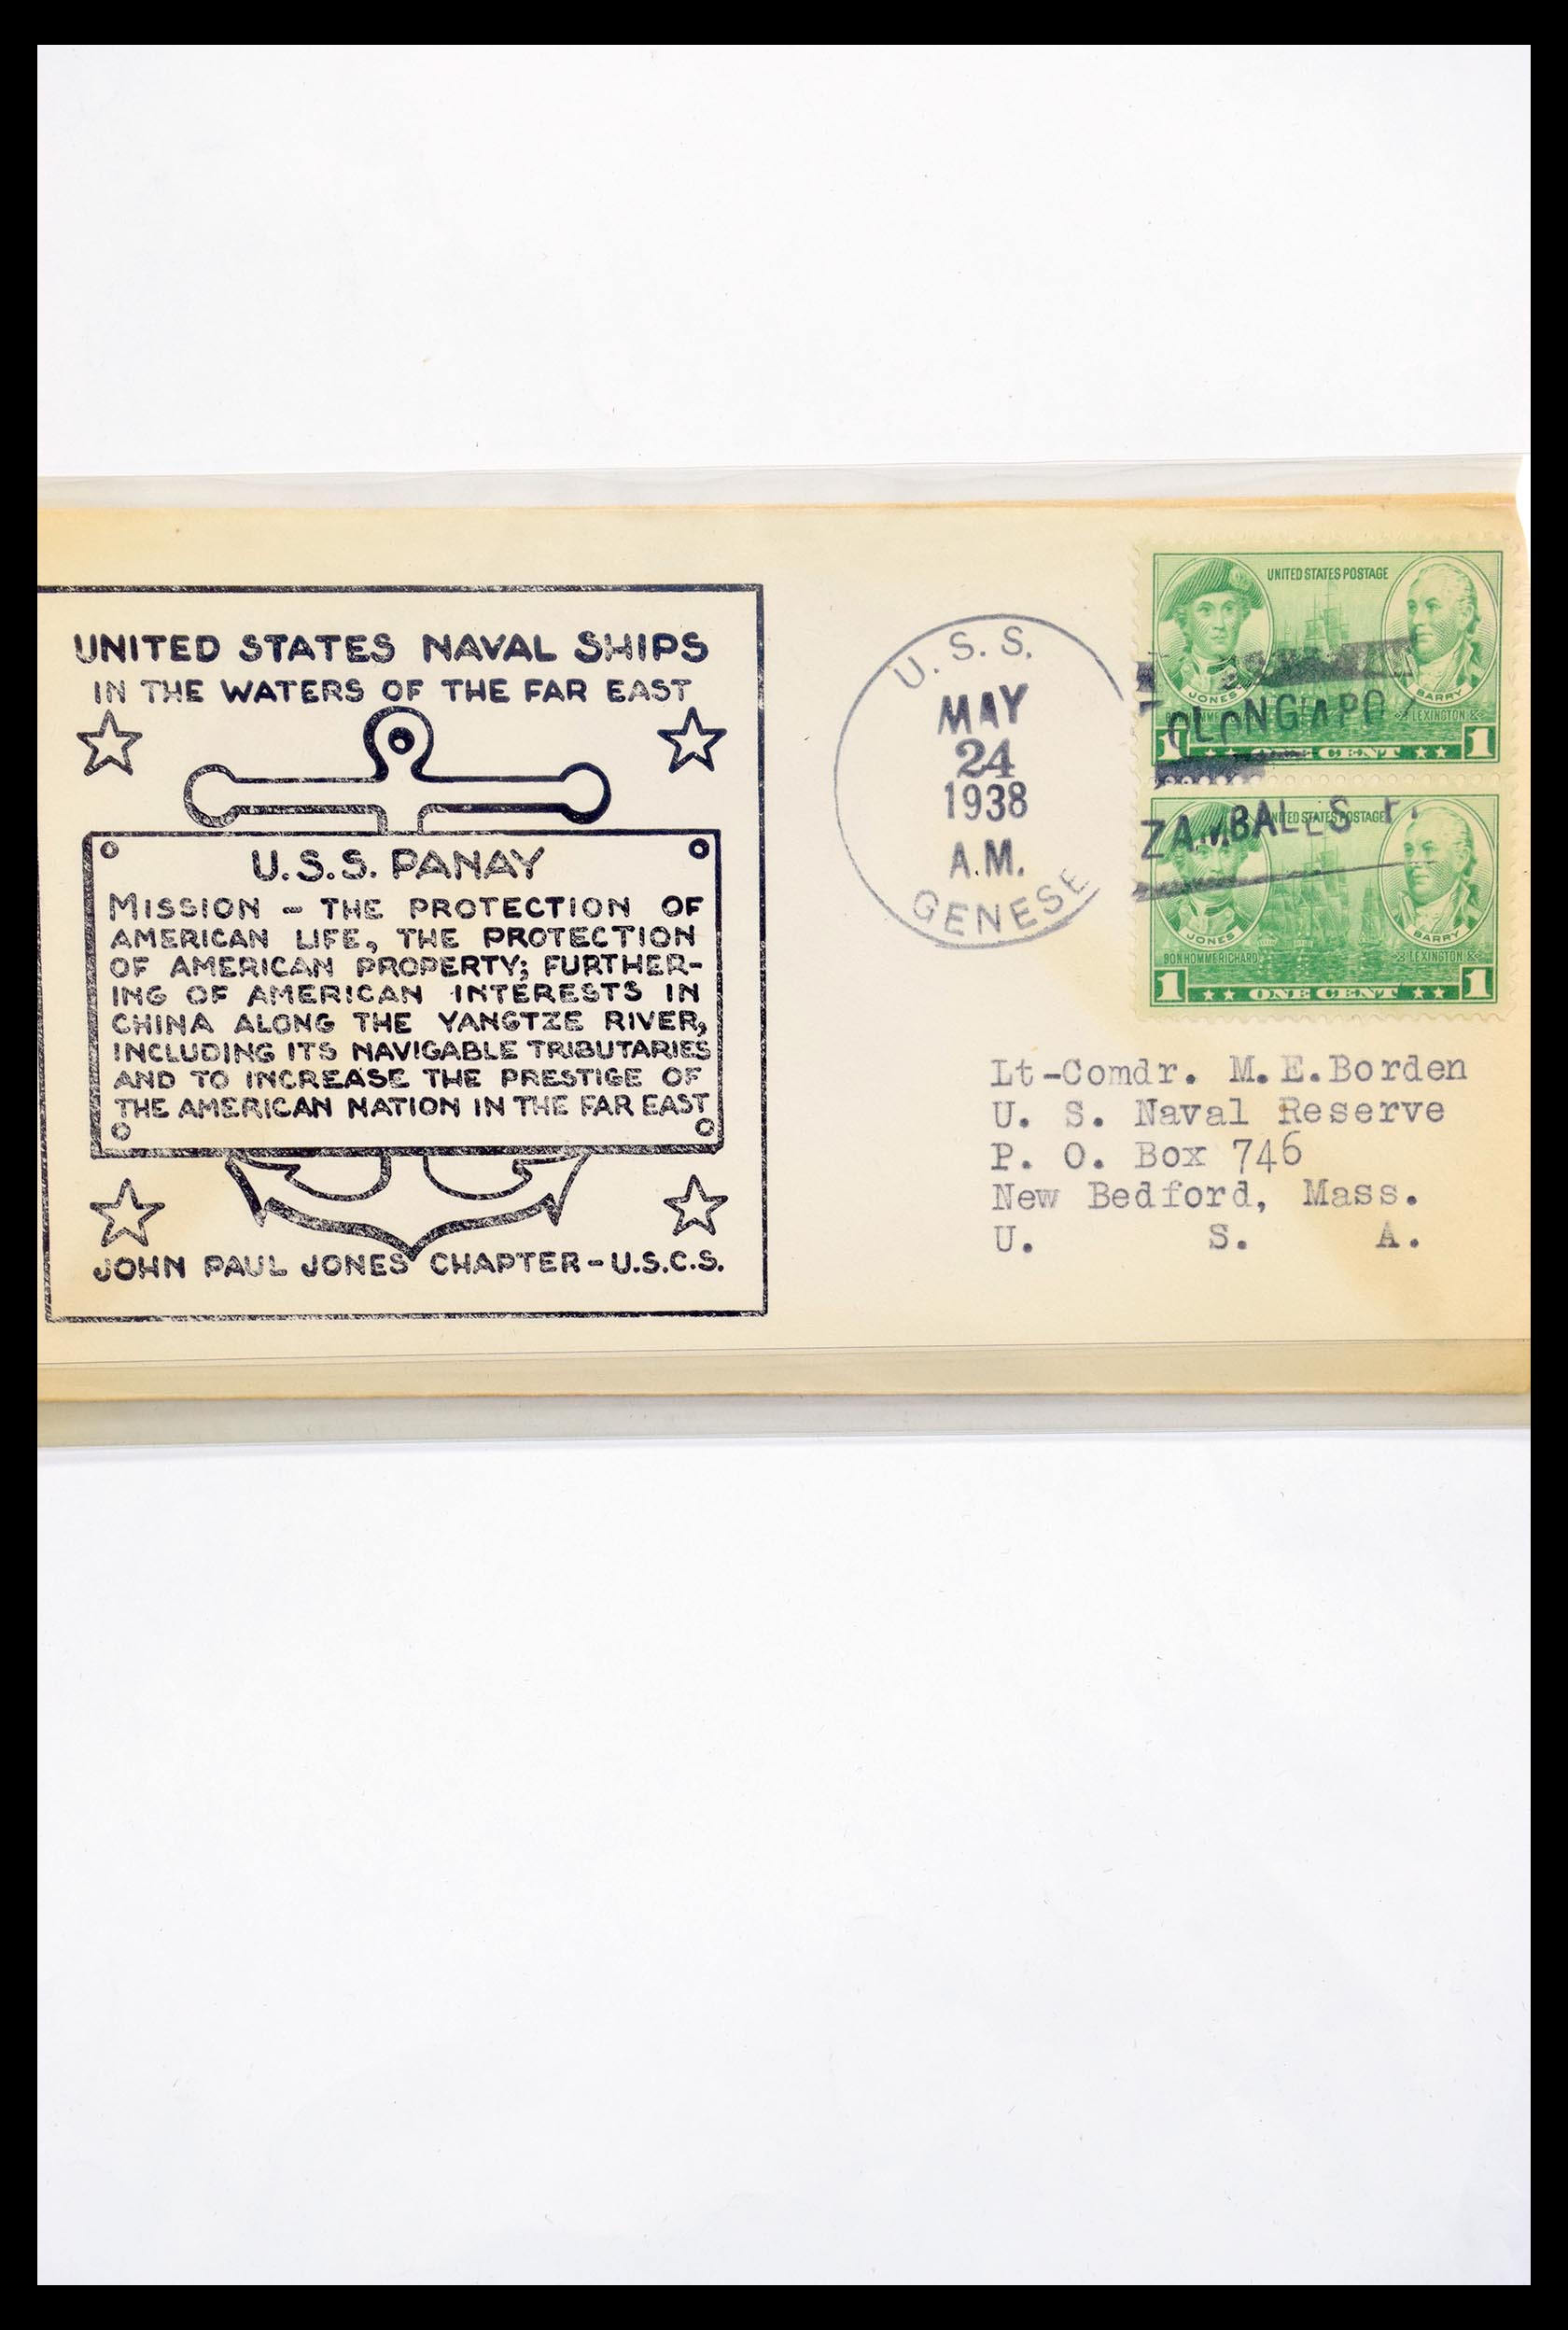 UNITED STATES NAVAL SHIPS
IN THE WATERS OF THE FAR EAST
U.S.S. PANAY
MISSION - THE PROTECTION OF
AMERICAN LIFE, THE PROTECTION
OF AMERICAN PROPERTY; FURTHER-
ING OF AMERICAN INTERESTS IN
CHINA ALONG THE YANGTZE RIVER,
INCLUDING ITS NAVIGABLE TRIBUTARIES
AND TO INCREASE THE PRESTIGE OF
THE AMERICAN NATION IN THE FAR EAST
JOHN PAUL JONES CHAPTER - U.S.C.S.
U. S. S.
MAY
24
1938
A.M.
GENESE
UNITED STATES POSTAGE
JONES
BARRY
LEXINGTON
1 ONE CENT 1
OLONGAPO
ZAMBALES P.
UNITED STATES POSTAGE
JONES
BARRY
BONHOMME RICHARD
LEXINGTON
1 ONE CENT 1
Lt-Comdr. M.E.Borden
U. S. Naval Reserve
P. O. Box 746
New Bedford, Mass.
U. S. A.